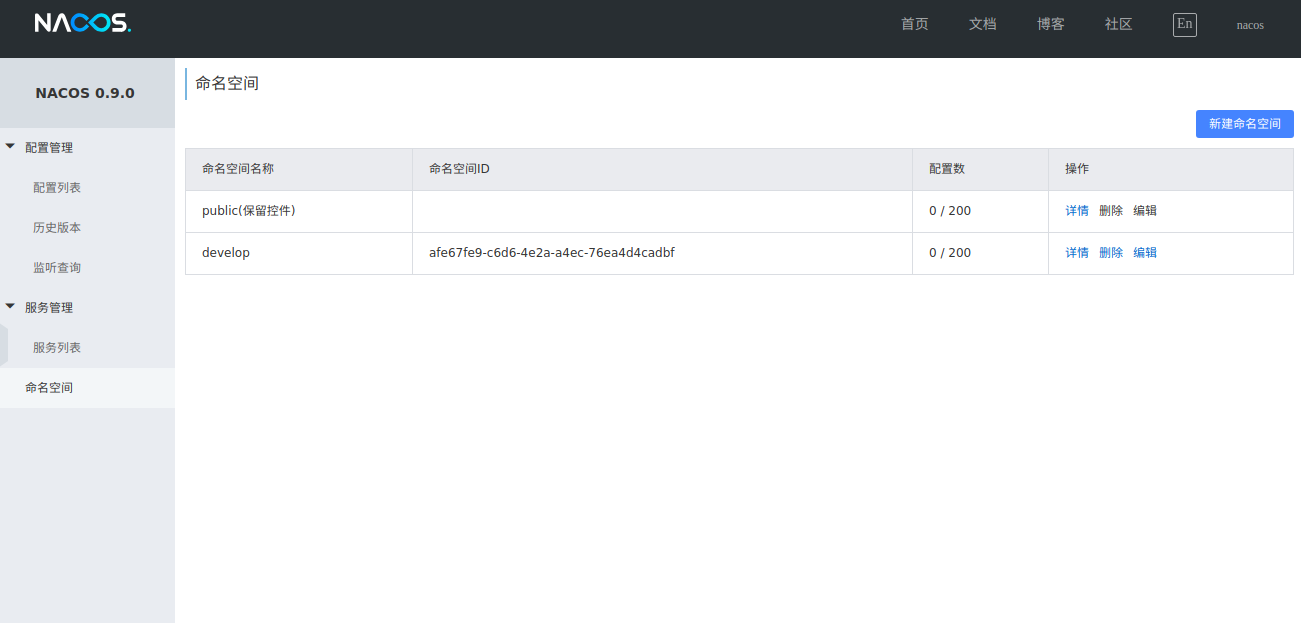 NACOS.
首页 文档 博客 社区 En nacos
NACOS 0.9.0
配置管理
配置列表
历史版本
监听查询
服务管理
服务列表
命名空间
命名空间
新建命名空间
命名空间名称 命名空间ID 配置数 操作
public(保留控件) 0 / 200 详情 删除 编辑
develop afe67fe9-c6d6-4e2a-a4ec-76ea4d4cadbf 0 / 200 详情 删除 编辑